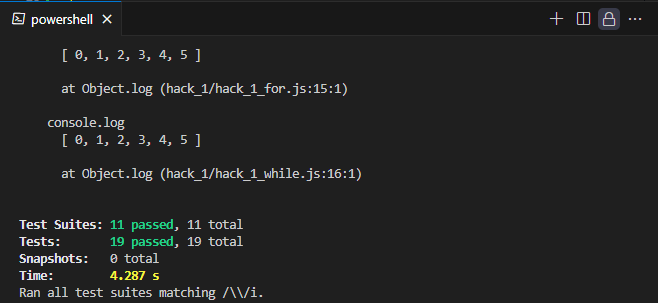 powershell
[ 0, 1, 2, 3, 4, 5 ]
at Object.log (hack_1/hack_1_for.js:15:1)
console.log
[ 0, 1, 2, 3, 4, 5 ]
at Object.log (hack_1/hack_1_while.js:16:1)
Test Suites: 11 passed, 11 total
Tests: 19 passed, 19 total
Snapshots: 0 total
Time: 4.287 s
Ran all test suites matching /\\/i.